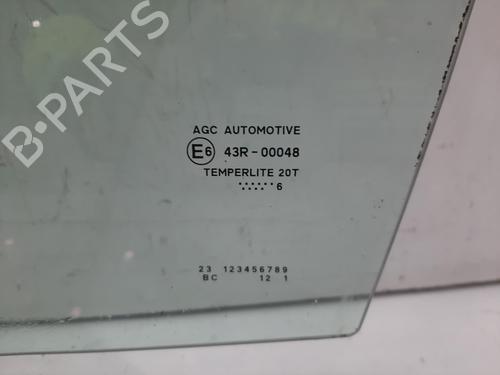 B-PARTS
AGC AUTOMOTIVE
E6 43R-00048
TEMPERLITE 20T
......6
23 123456789
BC 12 1